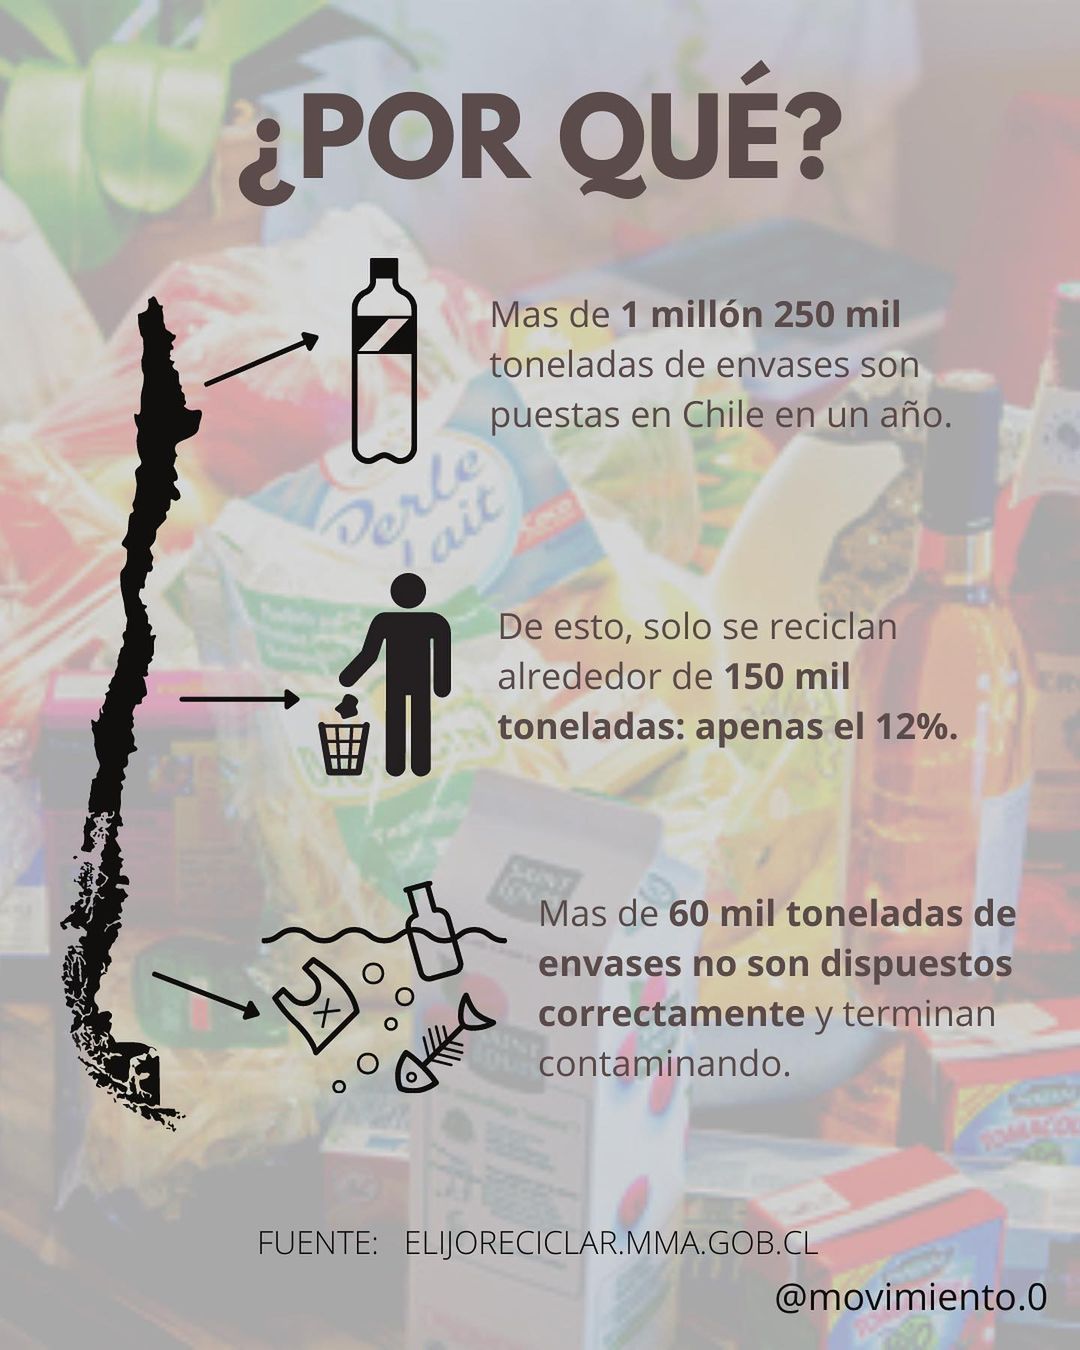 ¿POR QUÉ?
Mas de 1 millón 250 mil
toneladas de envases son
puestas en Chile en un año.
Perle
Lait
De esto, solo se reciclan
alrededor de 150 mil
toneladas: apenas el 12%.
Mas de 60 mil toneladas de
envases no son dispuestos
correctamente y terminan
contaminando.
FUENTE: ELIJORECICLAR.MMA.GOB.CL
@movimiento.0